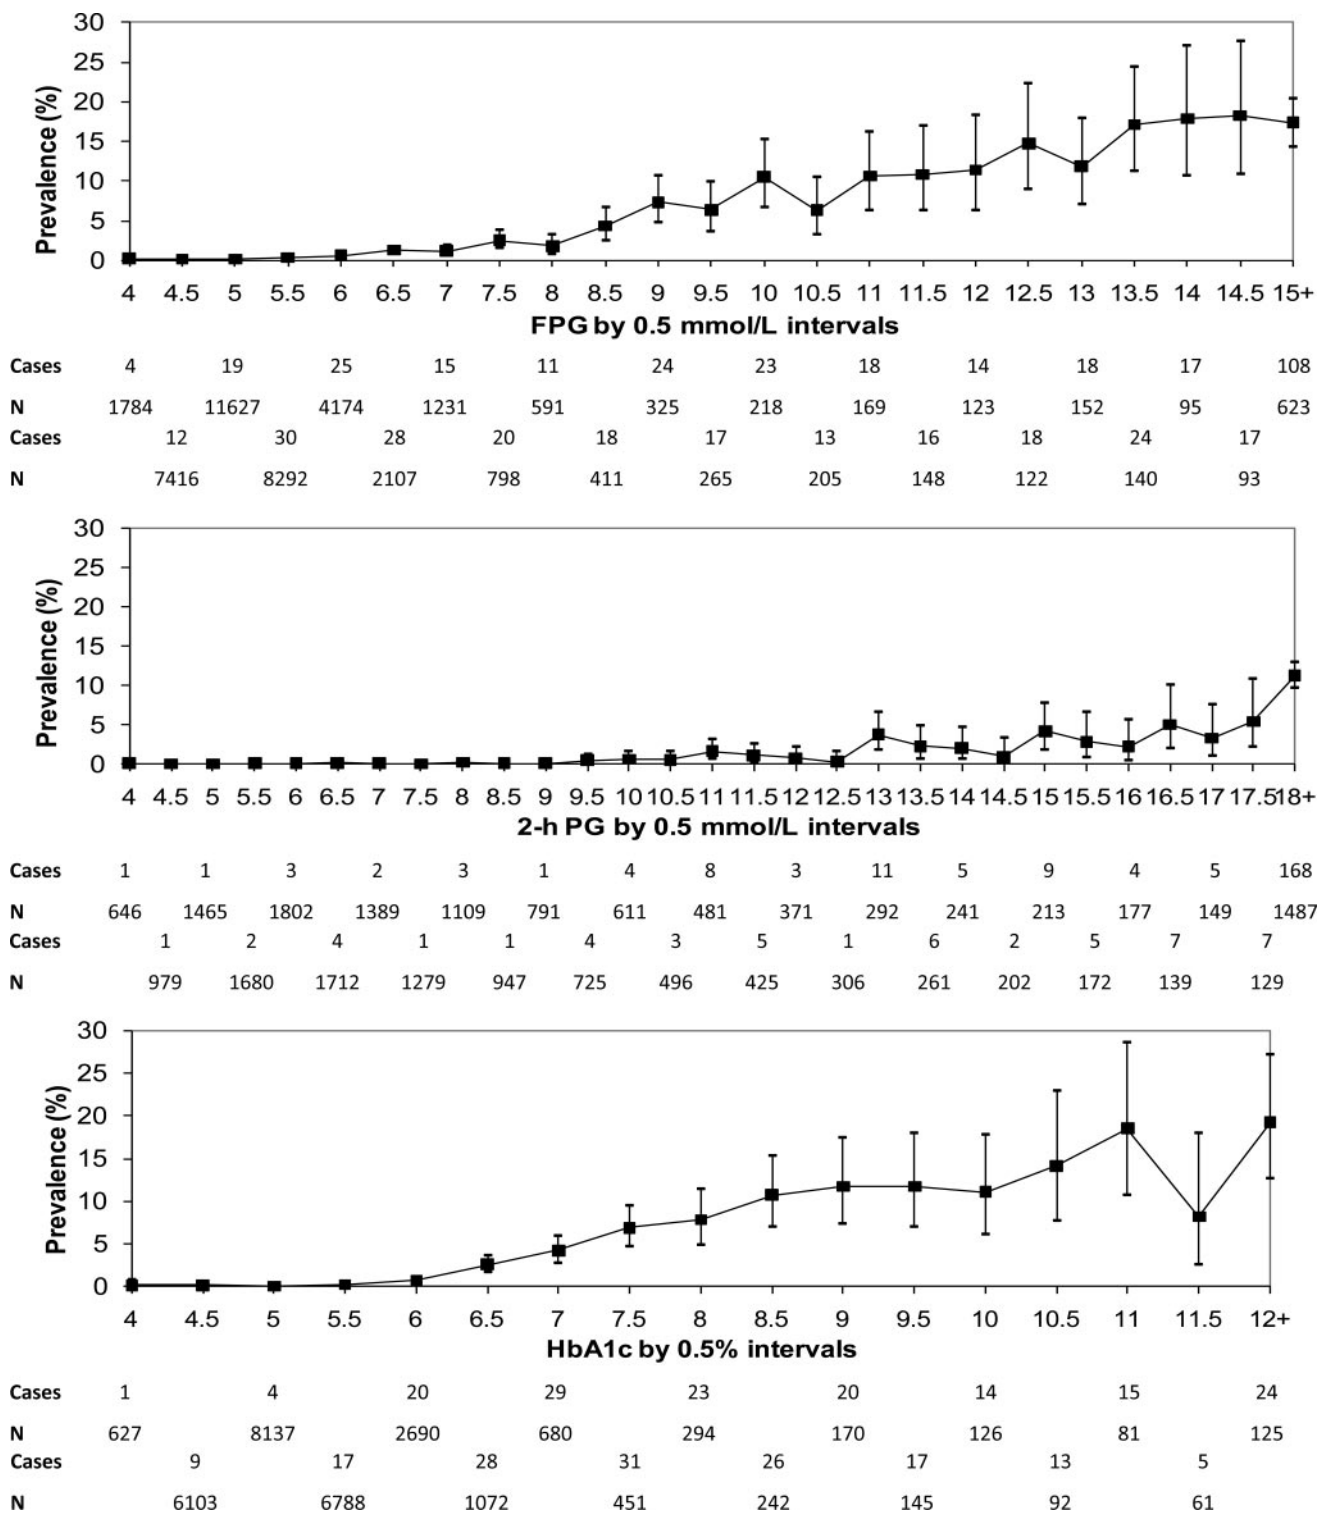 30
25
20
15
10
5
0
Prevalence (%)
4 4.5 5 5.5 6 6.5 7 7.5 8 8.5 9 9.5 10 10.5 11 11.5 12 12.5 13 13.5 14 14.5 15+
FPG by 0.5 mmol/L intervals
Cases 4 19 25 15 11 24 23 18 14 18 17 108
N 1784 11627 4174 1231 591 325 218 169 123 152 95 623
Cases 12 30 28 20 18 17 13 16 18 24 17
N 7416 8292 2107 798 411 265 205 148 122 140 93
30
25
20
15
10
5
0
Prevalence (%)
4 4.5 5 5.5 6 6.5 7 7.5 8 8.5 9 9.5 10 10.5 11 11.5 12 12.5 13 13.5 14 14.5 15 15.5 16 16.5 17 17.5 18+
2-h PG by 0.5 mmol/L intervals
Cases 1 1 3 2 3 1 4 8 3 11 5 9 4 5 168
N 646 1465 1802 1389 1109 791 611 481 371 292 241 213 177 149 1487
Cases 1 2 4 1 1 4 3 5 1 6 2 5 7 7
N 979 1680 1712 1279 947 725 496 425 306 261 202 172 139 129
30
25
20
15
10
5
0
Prevalence (%)
4 4.5 5 5.5 6 6.5 7 7.5 8 8.5 9 9.5 10 10.5 11 11.5 12+
HbA1c by 0.5% intervals
Cases 1 4 20 29 23 20 14 15 24
N 627 8137 2690 680 294 170 126 81 125
Cases 9 17 28 31 26 17 13 5
N 6103 6788 1072 451 242 145 92 61